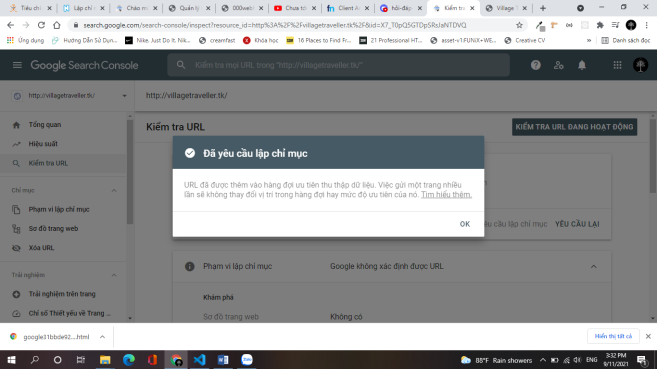 Tiêu chi
Lập chỉ
Chào m
Quản lý
000web
Chưa tớ
Client A
hỏi-đáp
Kiểm tr
Village
search.google.com/search-console/inspect?resource_id=http%3A%2F%2Fvillagetraveller.tk%2F&id=X7_T0pQ5GTDpSRsIaNTDVQ
Ứng dụng
Hướng Dẫn Sử Dụn...
Nike. Just Do It. Nik...
creamfast
Khóa học
16 Places to Find Fr...
21 Professional HT...
asset-v1:FUNiX+WE...
Creative CV
»
Danh sách đọc
Google Search Console
Kiểm tra mọi URL trong "http://villagetraveller.tk/"
http://villagetraveller.tk/
http://villagetraveller.tk/
Tổng quan
Hiệu suất
Kiểm tra URL
Chỉ mục
Phạm vi lập chỉ mục
Sơ đồ trang web
Xóa URL
Trải nghiệm
Trải nghiệm trên trang
Chỉ số Thiết yếu về Trang ...
Kiểm tra URL
KIỂM TRA URL ĐANG HOẠT ĐỘNG
Đã yêu cầu lập chỉ mục
URL đã được thêm vào hàng đợi ưu tiên thu thập dữ liệu. Việc gửi một trang nhiều
lần sẽ không thay đổi vị trí trong hàng đợi hay mức độ ưu tiên của nó. Tìm hiểu thêm.
OK
cầu lập chỉ mục
YÊU CẦU LẠI
Phạm vi lập chỉ mục
Google không xác định được URL
Khám phá
Sơ đồ trang web
Không có
google31bbde92....html
Hiển thị tất cả
88°F Rain showers
ENG
3:32 PM
9/11/2021